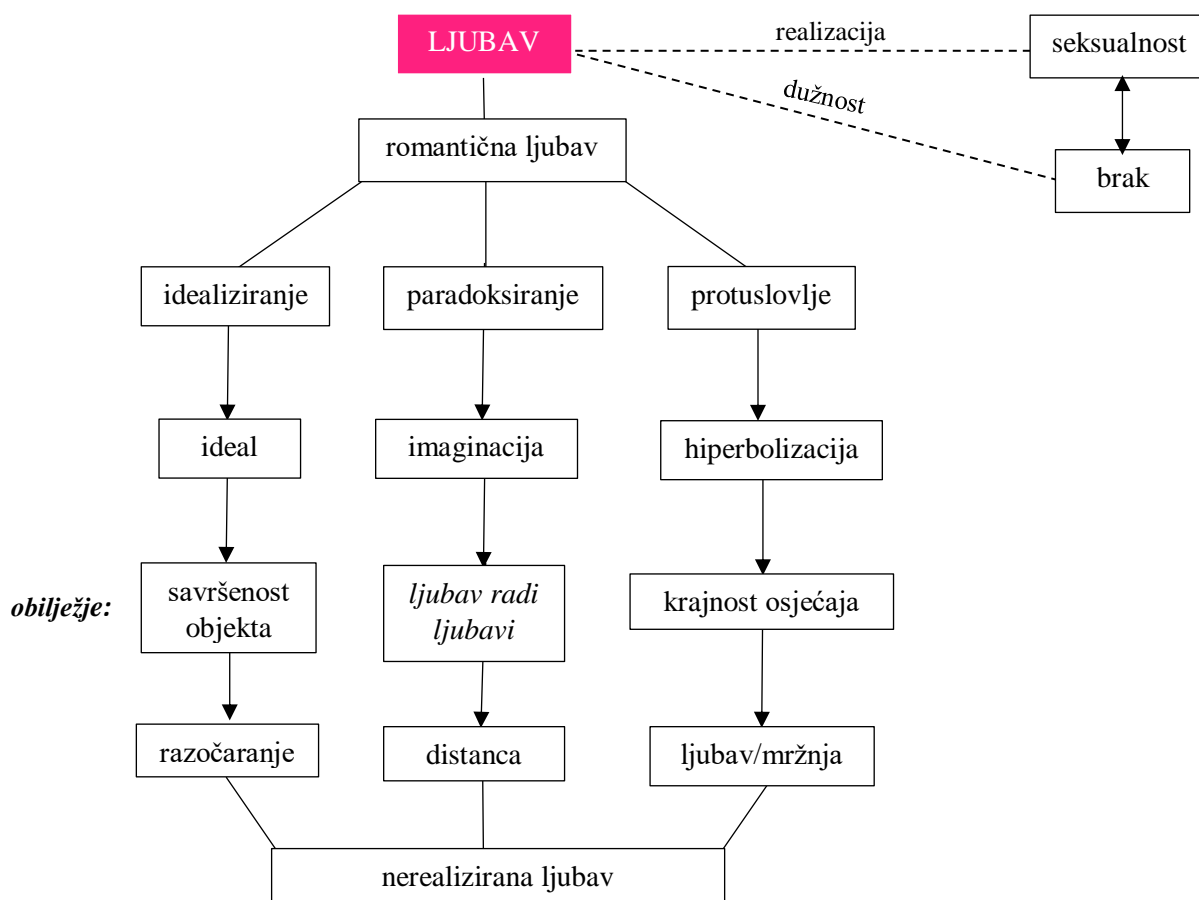 LJUBAV
realizacija
seksualnost
dužnost
romantična ljubav
brak
idealiziranje
paradoksiranje
protuslovlje
ideal
imaginacija
hiperbolizacija
obilježje:
savršenost
objekta
ljubav radi
ljubavi
krajnost osjećaja
razočaranje
distanca
ljubav/mržnja
nerealizirana ljubav